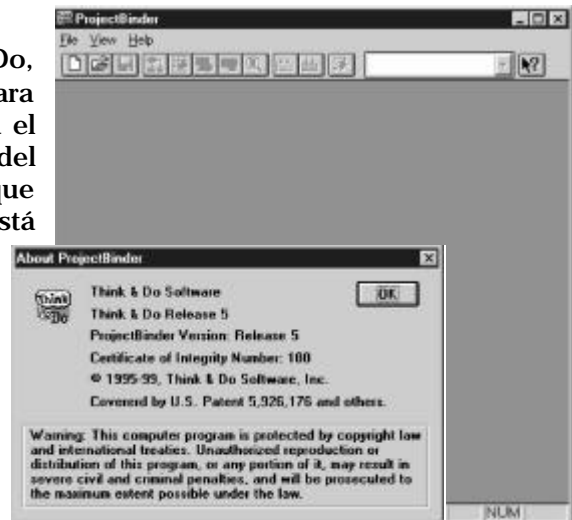 ProjectBinder
File View Help
Do,
ara
el
del
que
stá
About ProjectBinder
Think
& Do
Think & Do Software
OK
Think & Do Release 5
ProjectBinder Version: Release 5
Certificate of Integrity Number: 100
© 1995-99, Think & Do Software, Inc.
Covered by U.S. Patent 5,926,176 and others.
Warning: This computer program is protected by copyright law
and international treaties. Unauthorized reproduction or
distribution of this program, or any portion of it, may result in
severe civil and criminal penalties, and will be prosecuted to
the maximum extent possible under the law.
NUM